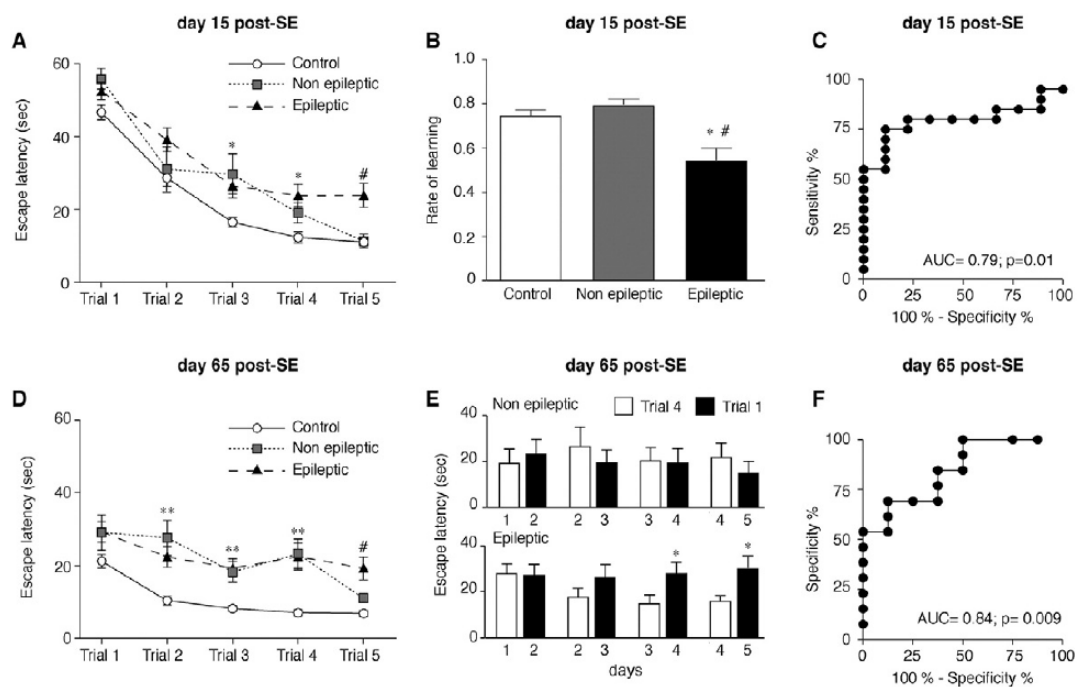 day 15 post-SE
A
Control
Non epileptic
Epileptic
Escape latency (sec)
60
40
20
0
*
*
#
Trial 1 Trial 2 Trial 3 Trial 4 Trial 5
day 15 post-SE
B
Rate of learning
1.0
0.8
0.6
0.4
0.2
0
* #
Control Non epileptic Epileptic
day 15 post-SE
C
Sensitivity %
100
75
50
25
0
AUC= 0.79; p=0.01
0 25 50 75 100
100 % - Specificity %
day 65 post-SE
D
Control
Non epileptic
Epileptic
Escape latency (sec)
60
40
20
0
**
**
**
#
Trial 1 Trial 2 Trial 3 Trial 4 Trial 5
day 65 post-SE
E
Non epileptic Trial 4 Trial 1
Escape latency (sec)
40
20
0
1 2 2 3 3 4 4 5
Epileptic
40
20
0
*
*
1 2 2 3 3 4 4 5
days
day 65 post-SE
F
Specificity %
100
75
50
25
0
AUC= 0.84; p= 0.009
0 25 50 75 100
100 % - Specificity %